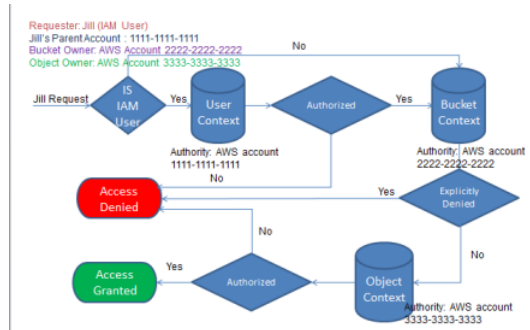 Requester: Jill (IAM User)
Jill's Parent Account : 1111-1111-1111
Bucket Owner: AWS Account 2222-2222-2222
Object Owner: AWS Account 3333-3333-3333
No
Jill Request
IS
IAM
User
Yes
User
Context
Authorized
Yes
Bucket
Context
Authority: AWS account
1111-1111-1111
No
Authority: AWS account
2222-2222-2222
Access
Denied
Yes
Explicitly
Denied
No
No
Access
Granted
Yes
Authorized
Object
Context
Authority: AWS account
3333-3333-3333